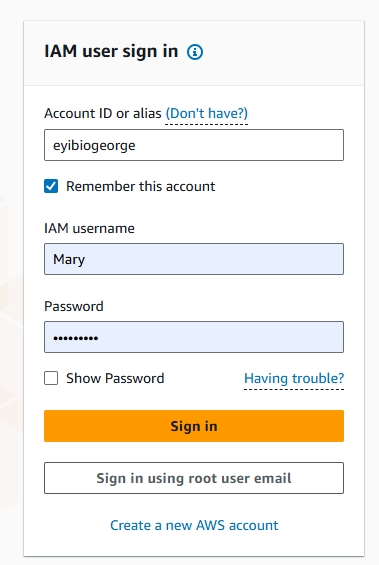 IAM user sign in
Account ID or alias (Don't have?)
eyibiogeorge
Remember this account
IAM username
Mary
Password
•••••••••
Show Password Having trouble?
Sign in
Sign in using root user email
Create a new AWS account